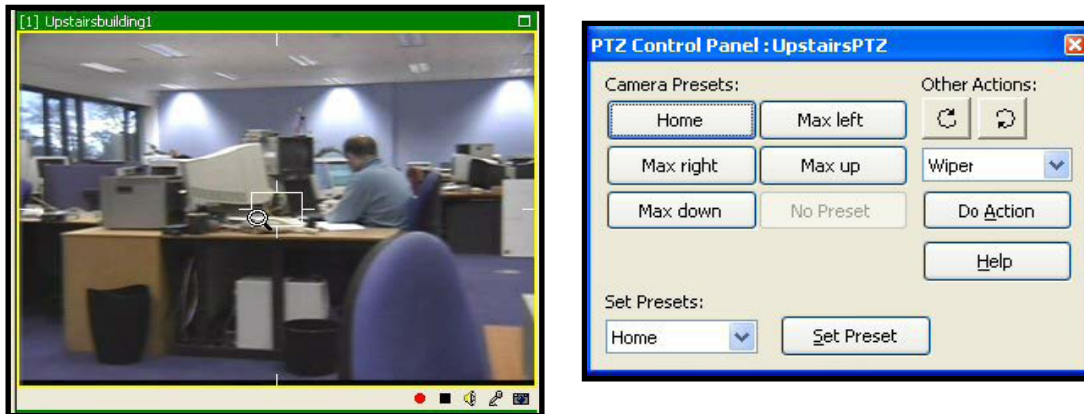 [1] Upstairsbuilding1
PTZ Control Panel : UpstairsPTZ
Camera Presets:
Other Actions:
Home
Max left
Max right
Max up
Wiper
Max down
No Preset
Do Action
Help
Set Presets:
Home
Set Preset